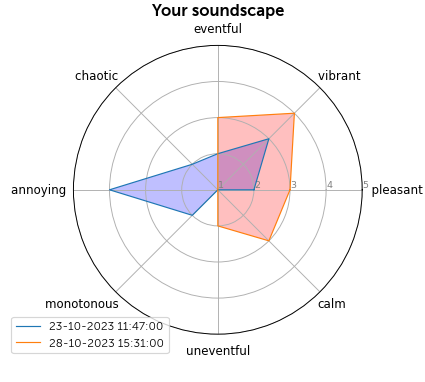 Your soundscape
eventful
chaotic
vibrant
annoying
1
2
3
4
5
pleasant
monotonous
calm
uneventful
23-10-2023 11:47:00
28-10-2023 15:31:00